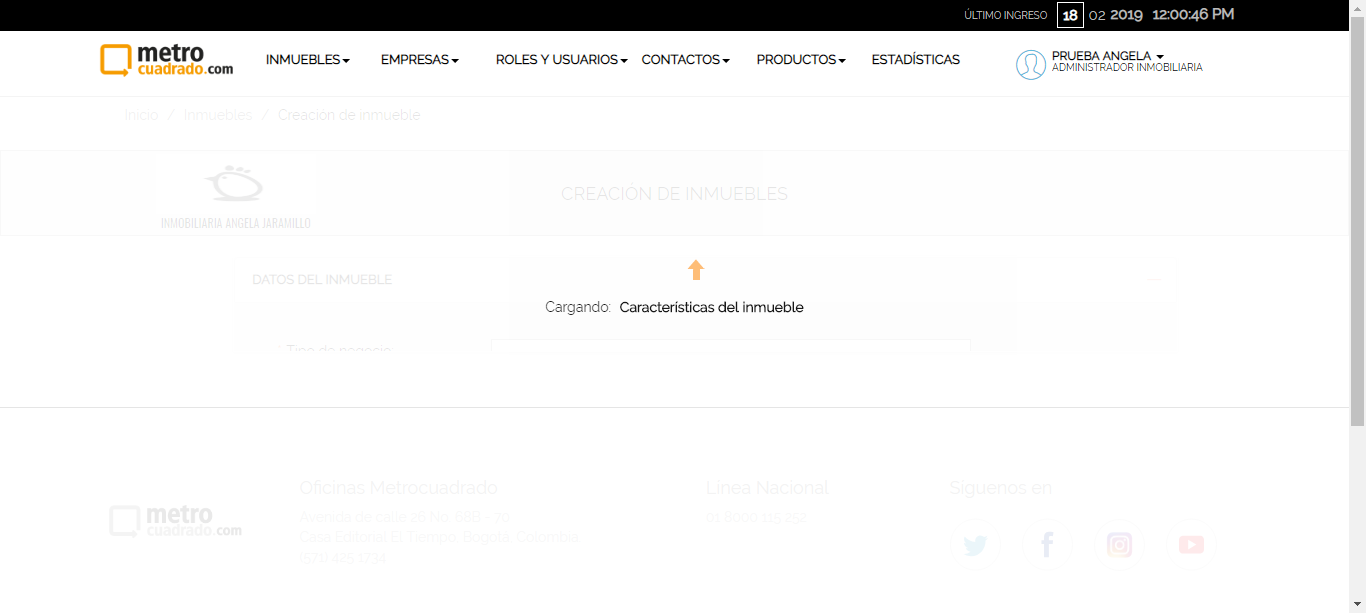 ÚLTIMO INGRESO 18 02 2019 12:00:46 PM
metro
cuadrado.com
INMUEBLES EMPRESAS ROLES Y USUARIOS CONTACTOS PRODUCTOS ESTADÍSTICAS
PRUEBA ANGELA
ADMINISTRADOR INMOBILIARIA
Inicio / Inmuebles / Creación de inmueble
INMOBILIARIA ANGELA JARAMILLO
CREACIÓN DE INMUEBLES
DATOS DEL INMUEBLE
Cargando: Características del inmueble
* Tipo de negocio:
metro
cuadrado.com
Oficinas Metrocuadrado
Avenida de calle 26 No. 68B - 70
Casa Editorial El Tiempo. Bogotá, Colombia.
(571) 425 1234
Línea Nacional
01 8000 115 252
Síguenos en